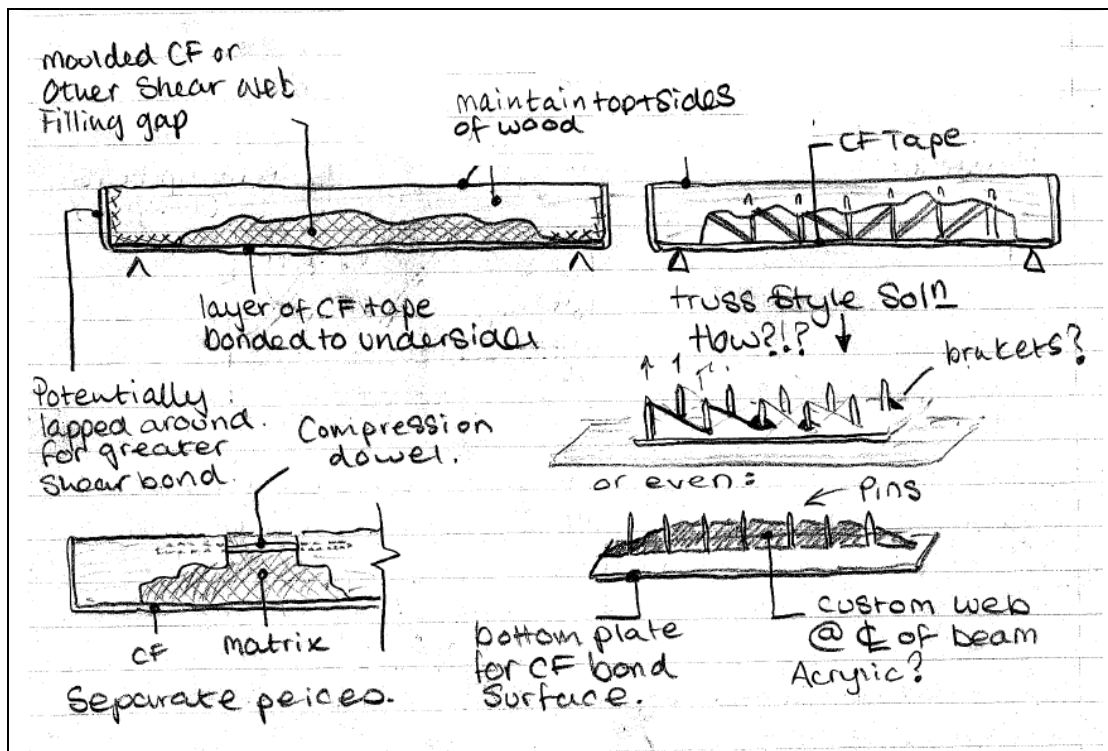 moulded CF or
Other Shear Web
Filling gap
maintain top+sides
of wood
CF Tape
layer of CF tape
bonded to underside.
truss Style Soln
How?!?
brakets?
Potentially
lapped around.
for greater
shear bond.
Compression
dowel.
or even:
Pins
CF
matrix
Separate peices.
bottom plate
for CF bond
Surface.
custom web
@ ℄ of beam
Acrylic?